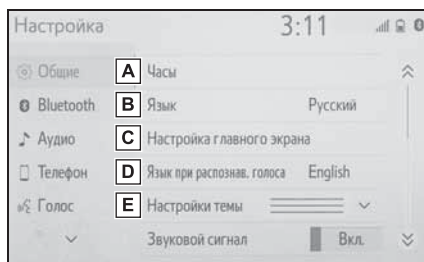 Настройка 3:11
Общие A Часы
Bluetooth B Язык Русский
Аудио C Настройка главного экрана
Телефон D Язык при распознав. голоса English
Голос E Настройки темы
Звуковой сигнал Вкл.